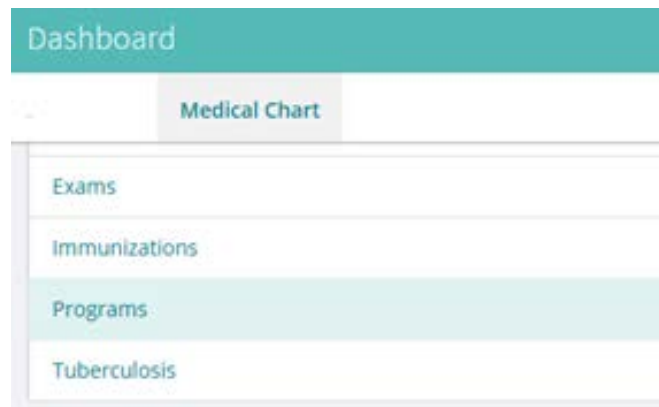 Dashboard
Medical Chart
Exams
Immunizations
Programs
Tuberculosis